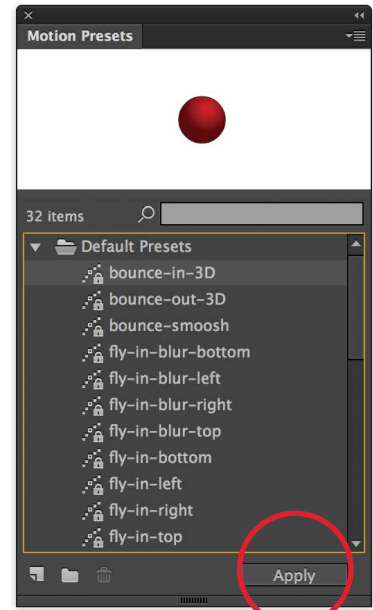 Motion Presets
32 items
Default Presets
bounce-in-3D
bounce-out-3D
bounce-smoosh
fly-in-blur-bottom
fly-in-blur-left
fly-in-blur-right
fly-in-blur-top
fly-in-bottom
fly-in-left
fly-in-right
fly-in-top
Apply